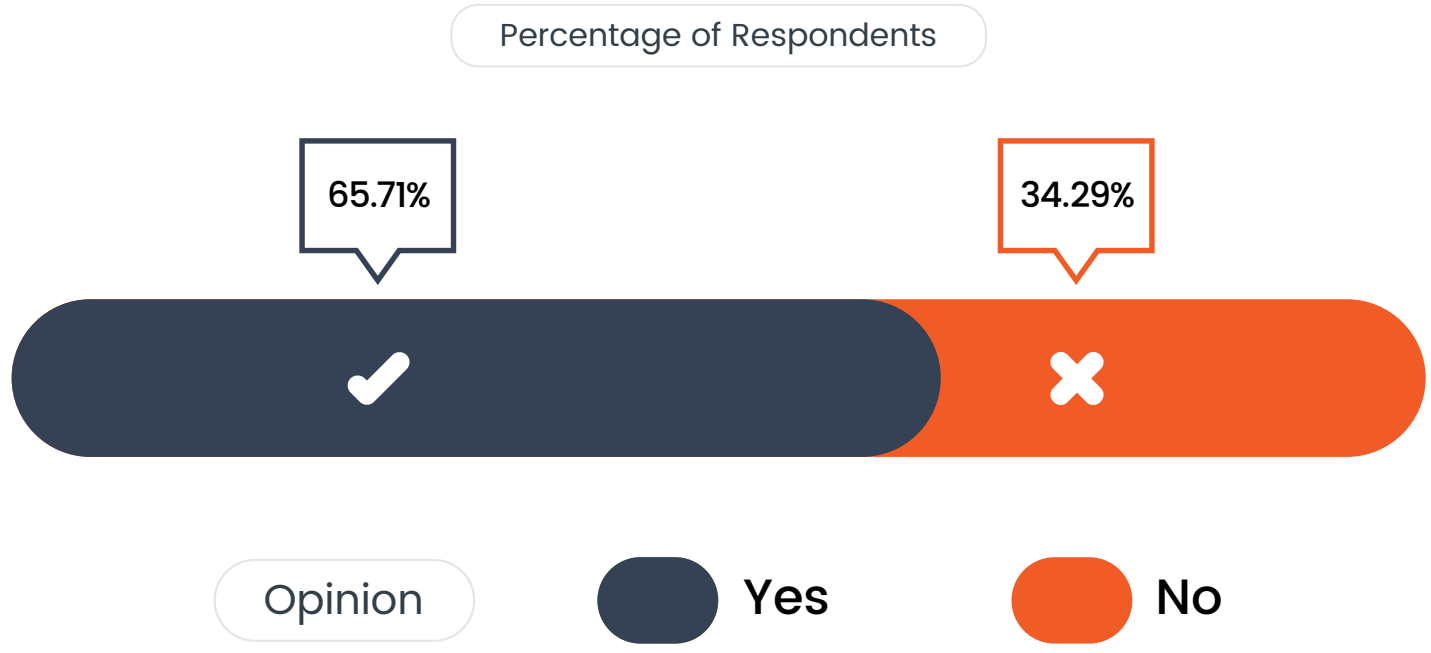 Percentage of Respondents
65.71%
34.29%
Opinion
Yes
No